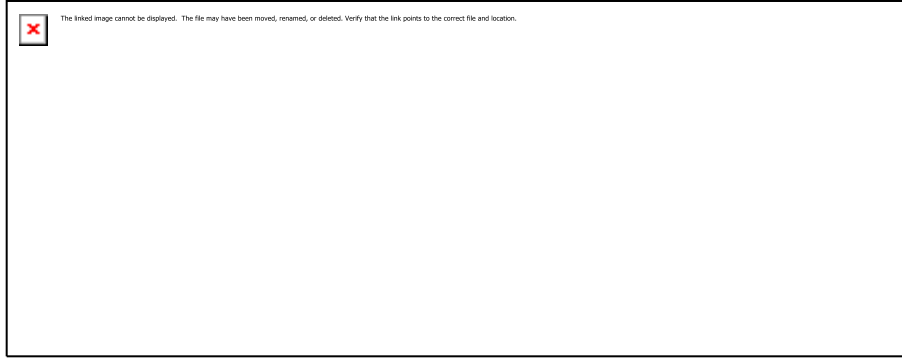 The linked image cannot be displayed.  The file may have been moved, renamed, or deleted. Verify that the link points to the correct file and location.